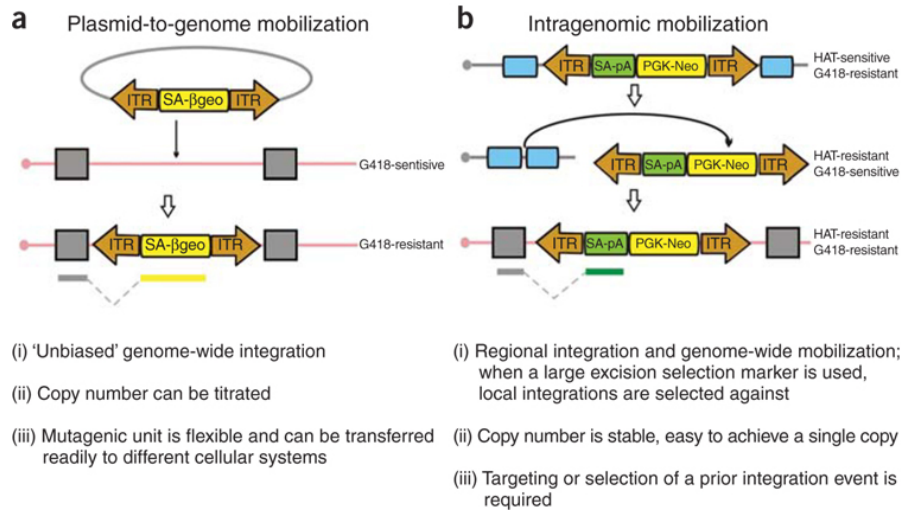 a Plasmid-to-genome mobilization
ITR SA-βgeo ITR
G418-sentisive
ITR SA-βgeo ITR
G418-resistant
(i) ‘Unbiased’ genome-wide integration
(ii) Copy number can be titrated
(iii) Mutagenic unit is flexible and can be transferred
readily to different cellular systems
b Intragenomic mobilization
ITR SA-pA PGK-Neo ITR
HAT-sensitive
G418-resistant
ITR SA-pA PGK-Neo ITR
HAT-resistant
G418-sensitive
ITR SA-pA PGK-Neo ITR
HAT-resistant
G418-resistant
(i) Regional integration and genome-wide mobilization;
when a large excision selection marker is used,
local integrations are selected against
(ii) Copy number is stable, easy to achieve a single copy
(iii) Targeting or selection of a prior integration event is
required